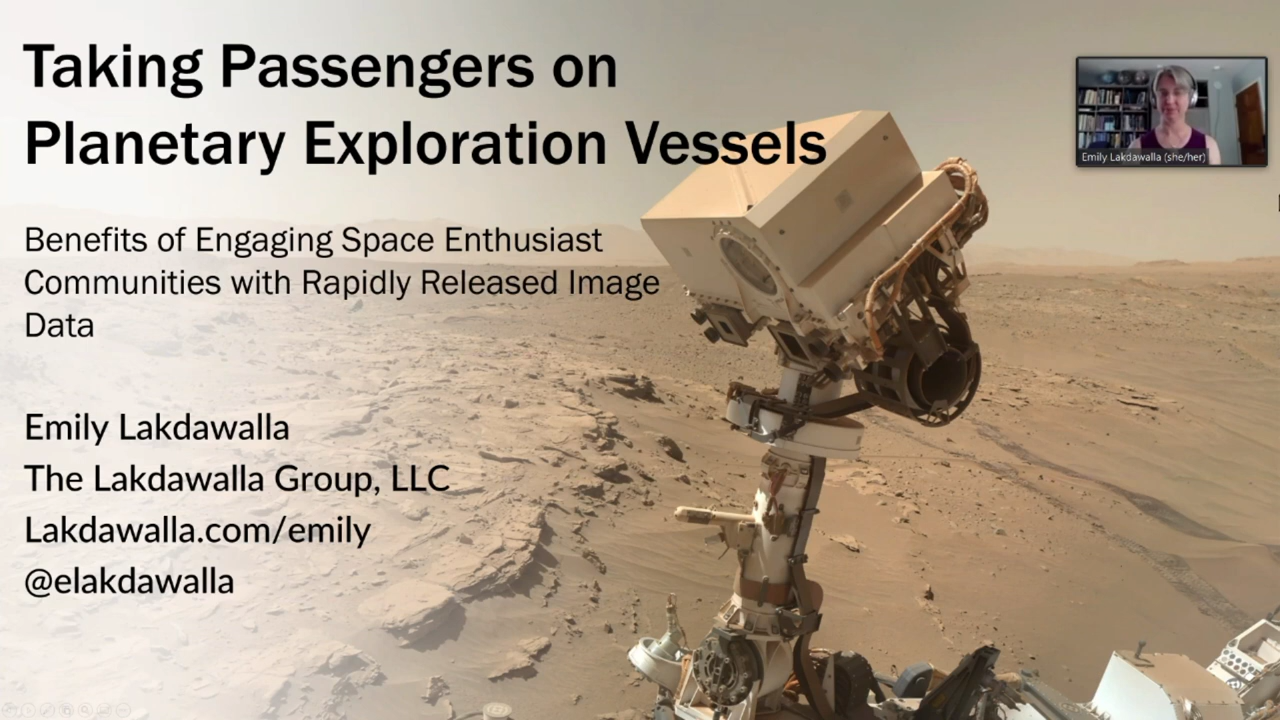 Taking Passengers on
Planetary Exploration Vessels
Benefits of Engaging Space Enthusiast
Communities with Rapidly Released Image
Data
Emily Lakdawalla
The Lakdawalla Group, LLC
Lakdawalla.com/emily
@elakdawalla
Emily Lakdawalla (she/her)